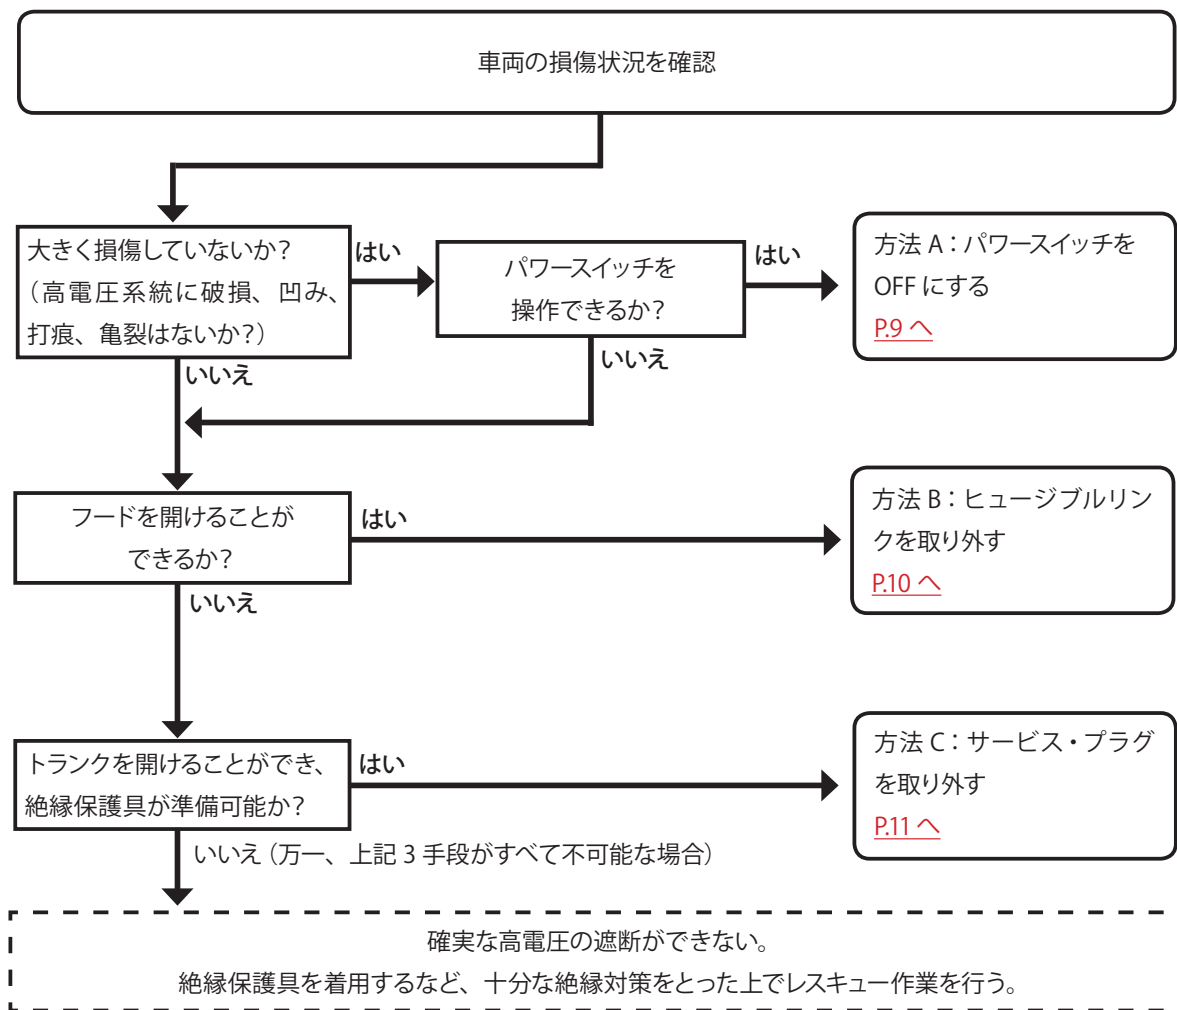 車両の損傷状況を確認
大きく損傷していないか?
(高電圧系統に破損、凹み、
打痕、亀裂はないか?)
はい
パワースイッチを
操作できるか?
はい
方法 A:パワースイッチを
OFF にする
P.9 へ
いいえ
いいえ
フードを開けることが
できるか?
はい
方法 B:ヒュージブルリン
クを取り外す
P.10 へ
いいえ
トランクを開けることができ、
絶縁保護具が準備可能か?
はい
方法 C:サービス・プラグ
を取り外す
P.11 へ
いいえ(万一、上記 3 手段がすべて不可能な場合)
確実な高電圧の遮断ができない。
絶縁保護具を着用するなど、十分な絶縁対策をとった上でレスキュー作業を行う。